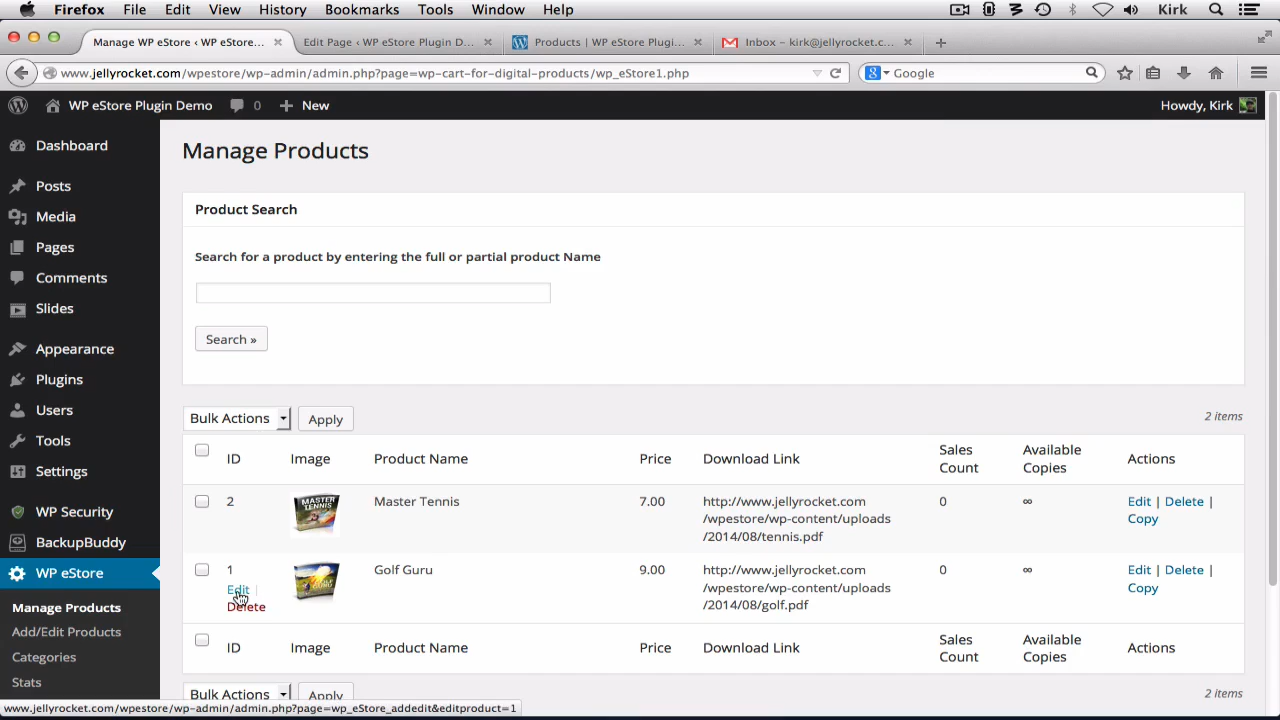 Firefox File Edit View History Bookmarks Tools Window Help Kirk
Manage WP eStore ‹ WP eStore... Edit Page ‹ WP eStore Plugin D... Products | WP eStore Plugi... Inbox – kirk@jellyrocket.c...
www.jellyrocket.com/wpestore/wp-admin/admin.php?page=wp-cart-for-digital-products/wp_eStore1.php Google
WP eStore Plugin Demo 0 New Howdy, Kirk
Dashboard
Posts
Media
Pages
Comments
Slides
Appearance
Plugins
Users
Tools
Settings
WP Security
BackupBuddy
WP eStore
Manage Products
Add/Edit Products
Categories
Stats
Manage Products
Product Search
Search for a product by entering the full or partial product Name
Search »
Bulk Actions Apply 2 items
ID Image Product Name Price Download Link Sales Count Available Copies Actions
2 MASTER TENNIS Master Tennis 7.00 http://www.jellyrocket.com 0 ∞ Edit | Delete |
/wpestore/wp-content/uploads Copy
/2014/08/tennis.pdf
1 Golf Guru 9.00 http://www.jellyrocket.com 0 ∞ Edit | Delete |
Edit | /wpestore/wp-content/uploads Copy
Delete /2014/08/golf.pdf
ID Image Product Name Price Download Link Sales Count Available Copies Actions
Bulk Actions Apply 2 items
www.jellyrocket.com/wpestore/wp-admin/admin.php?page=wp_eStore_addedit&editproduct=1